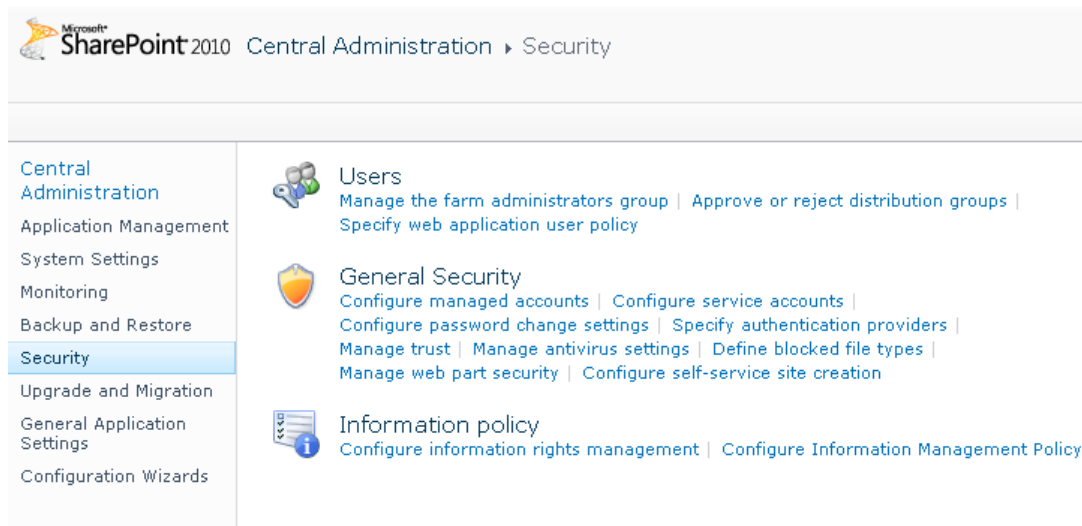 Microsoft
SharePoint 2010 Central Administration ▸ Security
Central
Administration
Application Management
System Settings
Monitoring
Backup and Restore
Security
Upgrade and Migration
General Application
Settings
Configuration Wizards
Users
Manage the farm administrators group | Approve or reject distribution groups |
Specify web application user policy
General Security
Configure managed accounts | Configure service accounts |
Configure password change settings | Specify authentication providers |
Manage trust | Manage antivirus settings | Define blocked file types |
Manage web part security | Configure self-service site creation
Information policy
Configure information rights management | Configure Information Management Policy